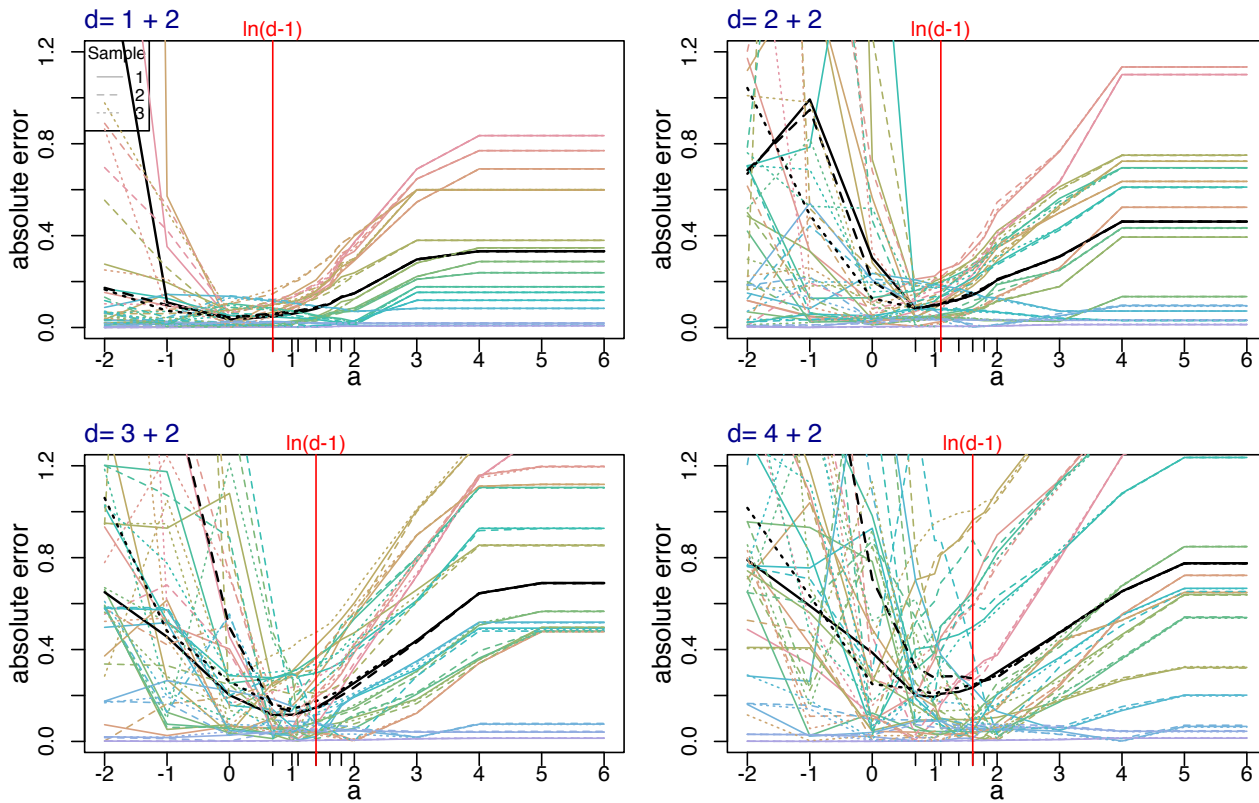 d= 1 + 2
ln(d-1)
Sample
1
2
3
absolute error
0.0 0.4 0.8 1.2
-2 -1 0 1 2 3 4 5 6
a
d= 2 + 2
ln(d-1)
absolute error
0.0 0.4 0.8 1.2
-2 -1 0 1 2 3 4 5 6
a
d= 3 + 2
ln(d-1)
absolute error
0.0 0.4 0.8 1.2
-2 -1 0 1 2 3 4 5 6
a
d= 4 + 2
ln(d-1)
absolute error
0.0 0.4 0.8 1.2
-2 -1 0 1 2 3 4 5 6
a